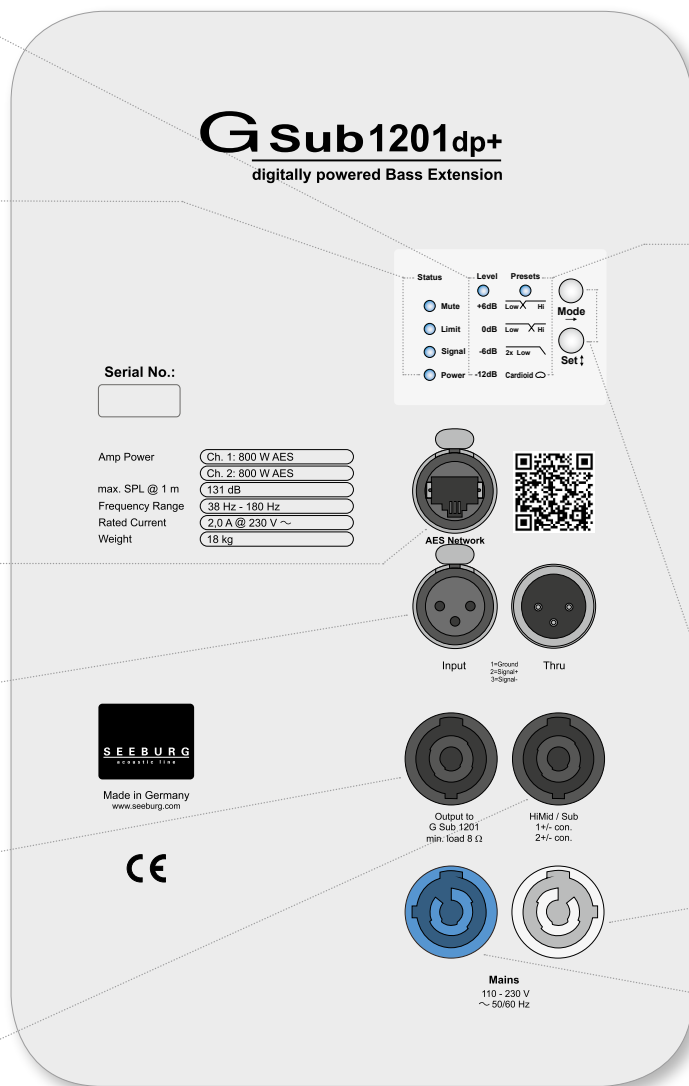 G Sub1201dp+
digitally powered Bass Extension
Status Level Presets
Mute +6dB Low Hi
Mode
→
Limit 0dB Low Hi
Signal -6dB 2x Low
Set ↕
Power -12dB Cardioid
Serial No.:
Amp Power Ch. 1: 800 W AES
Ch. 2: 800 W AES
max. SPL @ 1 m 131 dB
Frequency Range 38 Hz - 180 Hz
Rated Current 2,0 A @ 230 V ~
Weight 18 kg
AES Network
Input
1=Ground
2=Signal+
3=Signal-
Thru
SEEBURG
acoustic line
Made in Germany
www.seeburg.com
CE
Output to
G Sub 1201
min. load 8 Ω
HiMid / Sub
1+/- con.
2+/- con.
Mains
110 - 230 V
~ 50/60 Hz